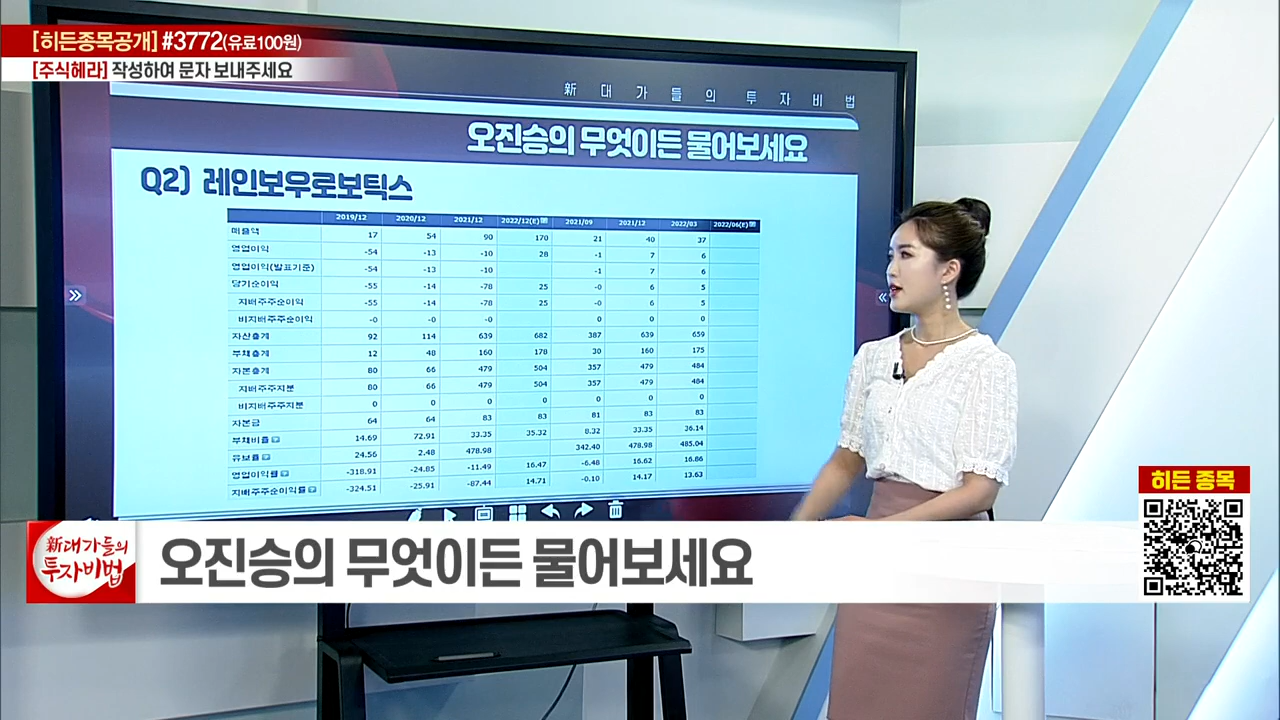 [히든종목공개] #3772(유료100원)
[주식헤라] 작성하여 문자 보내주세요
新 대 가 들 의 투 자 비 법
오진승의 무엇이든 물어보세요
Q2) 레인보우로보틱스
2019/12 2020/12 2021/12 2022/12(E) 2021/09 2021/12 2022/03 2022/06(E)
매출액 17 54 90 170 21 40 37
영업이익 -54 -13 -10 28 -1 7 6
영업이익(발표기준) -54 -13 -10 -1 7 6
당기순이익 -55 -14 -78 25 -0 6 5
지배주주순이익 -55 -14 -78 25 -0 6 5
비지배주주순이익 -0 -0 -0 0 0 0
자산총계 92 114 639 682 387 639 659
부채총계 12 48 160 178 30 160 175
자본총계 80 66 479 504 357 479 484
지배주주지분 80 66 479 504 357 479 484
비지배주주지분 0 0 0 0 0 0 0
자본금 64 64 83 83 81 83 83
부채비율 14.69 72.91 33.35 35.32 8.32 33.35 36.14
유보율 24.56 2.48 478.98 342.40 478.98 485.04
영업이익률 -318.91 -24.85 -11.49 16.47 -6.48 16.62 16.86
지배주주순이익률 -324.51 -25.91 -87.44 14.71 -0.10 14.17 13.63
히든 종목
新대가들의
투자비법
오진승의 무엇이든 물어보세요